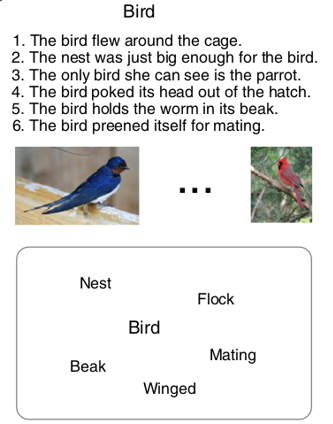 Bird
1. The bird flew around the cage.
2. The nest was just big enough for the bird.
3. The only bird she can see is the parrot.
4. The bird poked its head out of the hatch.
5. The bird holds the worm in its beak.
6. The bird preened itself for mating.
...
Nest
Flock
Bird
Mating
Beak
Winged